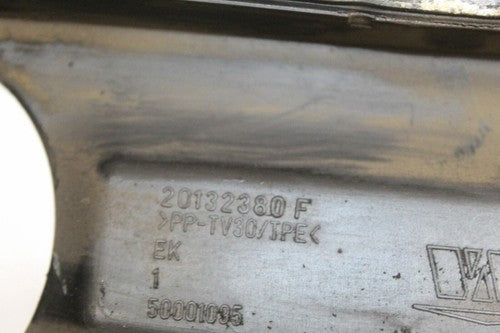 20132380 F
>PP-TV30/TPE<
EK
1
50001095